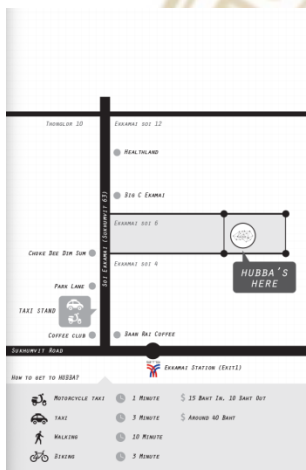 Thonglor 10
Ekkamai soi 12
Healthland
Soi Ekkamai (Sukhumvit 63)
Big C Ekamai
Ekkamai soi 6
Choke Dee Dim Sum
Ekkamai soi 4
HUBBA'S
HERE
Park Lane
TAXI STAND
Coffee club
Daan Rai Coffee
Sukhumvit Road
Ekkamai Station (Exit1)
How to get to HUBBA?
Motorcycle taxi 1 Minute $ 15 Baht In, 10 Baht Out
Taxi 3 Minute $ Around 40 Baht
Walking 10 Minute
Biking 5 Minute